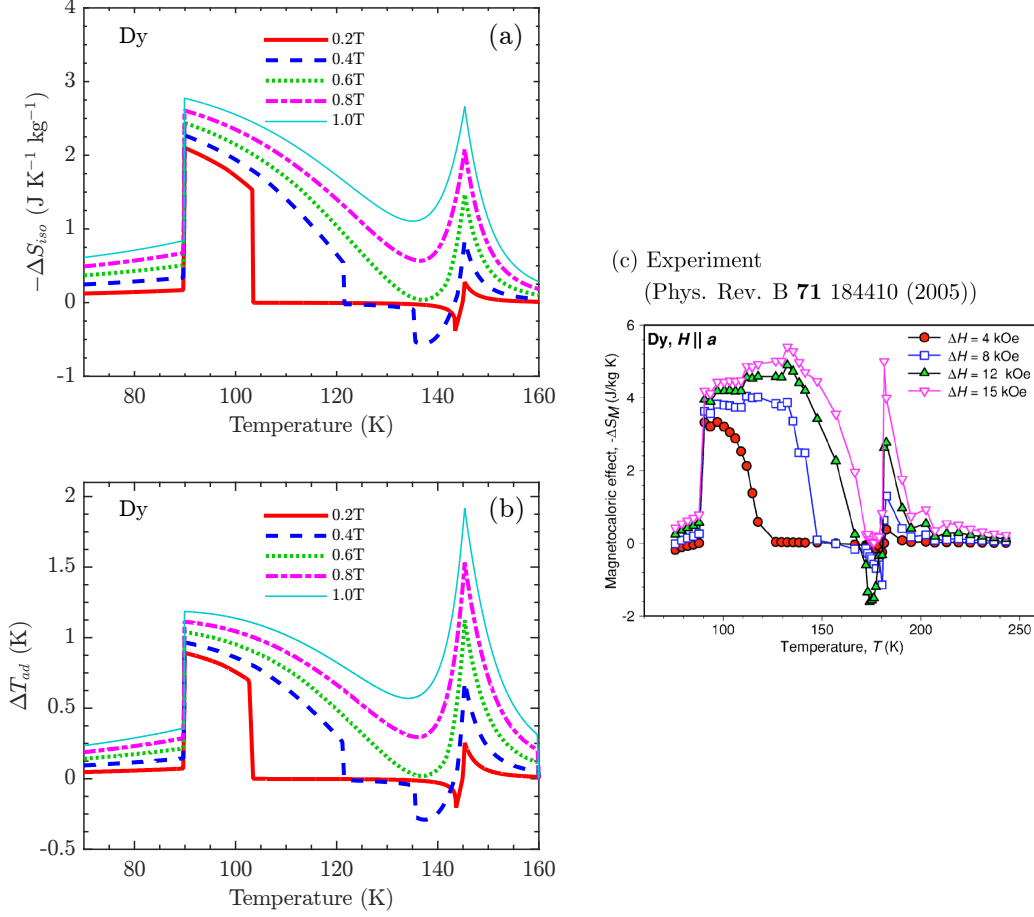 Dy
(a)
0.2T
0.4T
0.6T
0.8T
1.0T
4
3
2
1
0
-1
80
100
120
140
160
−ΔS_iso (J K⁻¹ kg⁻¹)
Temperature (K)
Dy
(b)
0.2T
0.4T
0.6T
0.8T
1.0T
2
1.5
1
0.5
0
-0.5
80
100
120
140
160
ΔT_ad (K)
Temperature (K)
(c) Experiment
(Phys. Rev. B 71 184410 (2005))
Dy, H || a
ΔH = 4 kOe
ΔH = 8 kOe
ΔH = 12 kOe
ΔH = 15 kOe
6
4
2
0
-2
100
150
200
250
Magnetocaloric effect, -ΔS_M (J/kg K)
Temperature, T (K)